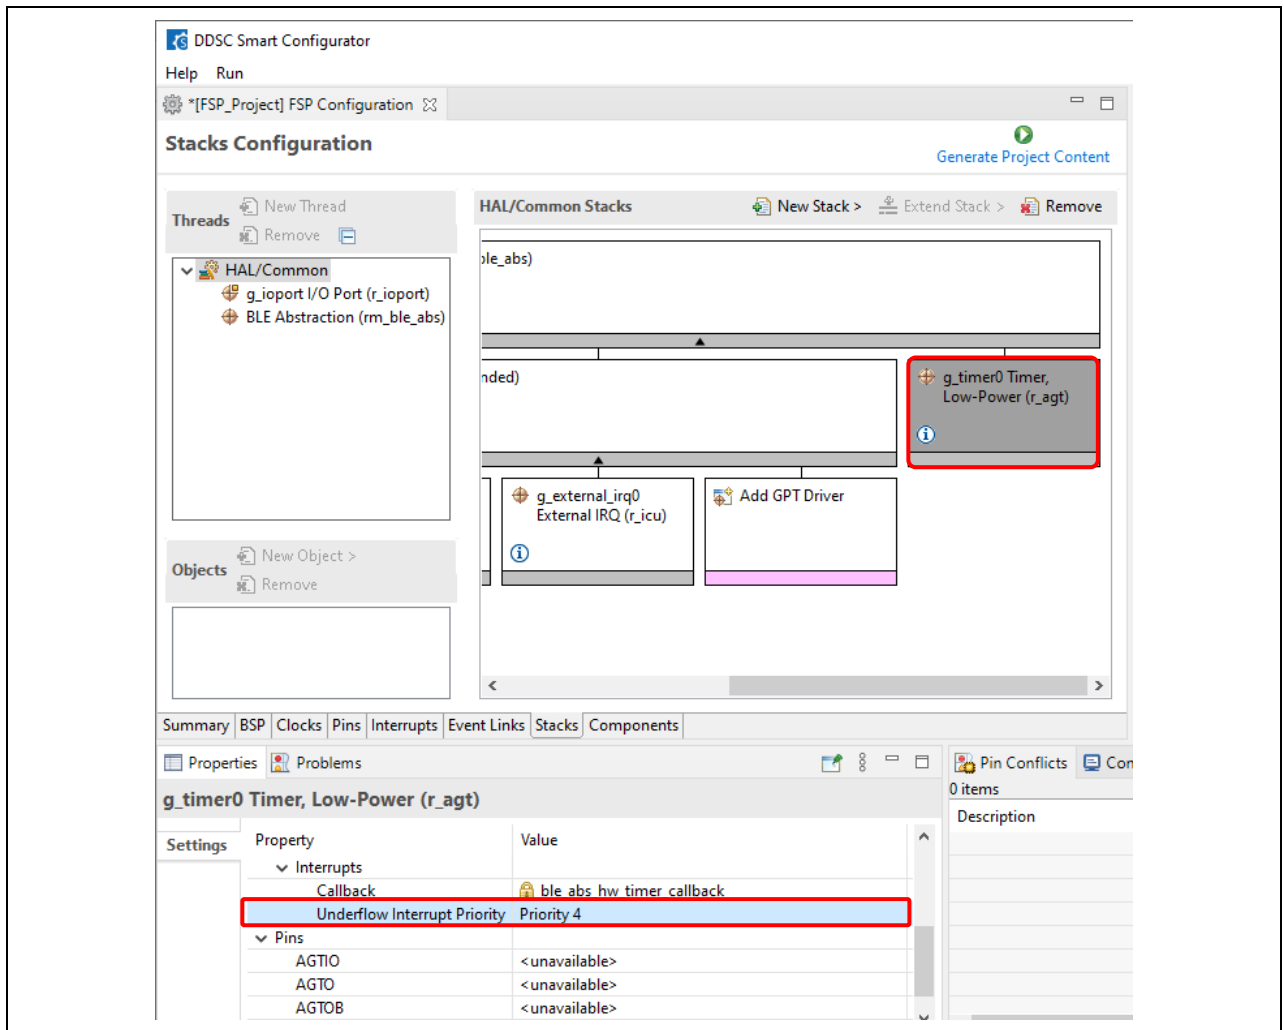 DDSC Smart Configurator
Help Run
*[FSP_Project] FSP Configuration
Stacks Configuration
Generate Project Content
Threads
New Thread
Remove
HAL/Common
g_ioport I/O Port (r_ioport)
BLE Abstraction (rm_ble_abs)
Objects
New Object >
Remove
HAL/Common Stacks
New Stack >
Extend Stack >
Remove
ble_abs)
nded)
g_timer0 Timer,
Low-Power (r_agt)
g_external_irq0
External IRQ (r_icu)
Add GPT Driver
Summary BSP Clocks Pins Interrupts Event Links Stacks Components
Properties Problems
g_timer0 Timer, Low-Power (r_agt)
Settings
Property Value
Interrupts
Callback ble_abs_hw_timer_callback
Underflow Interrupt Priority Priority 4
Pins
AGTIO <unavailable>
AGTO <unavailable>
AGTOB <unavailable>
Pin Conflicts Con
0 items
Description